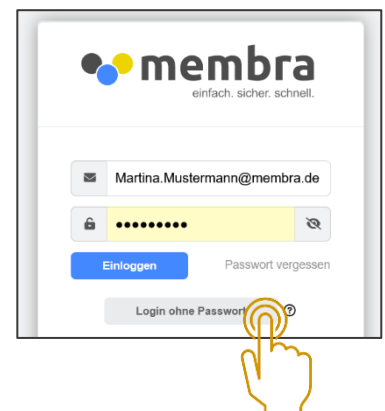 membra
einfach. sicher. schnell.
Martina.Mustermann@membra.de
Einloggen
Passwort vergessen
Login ohne Passwort